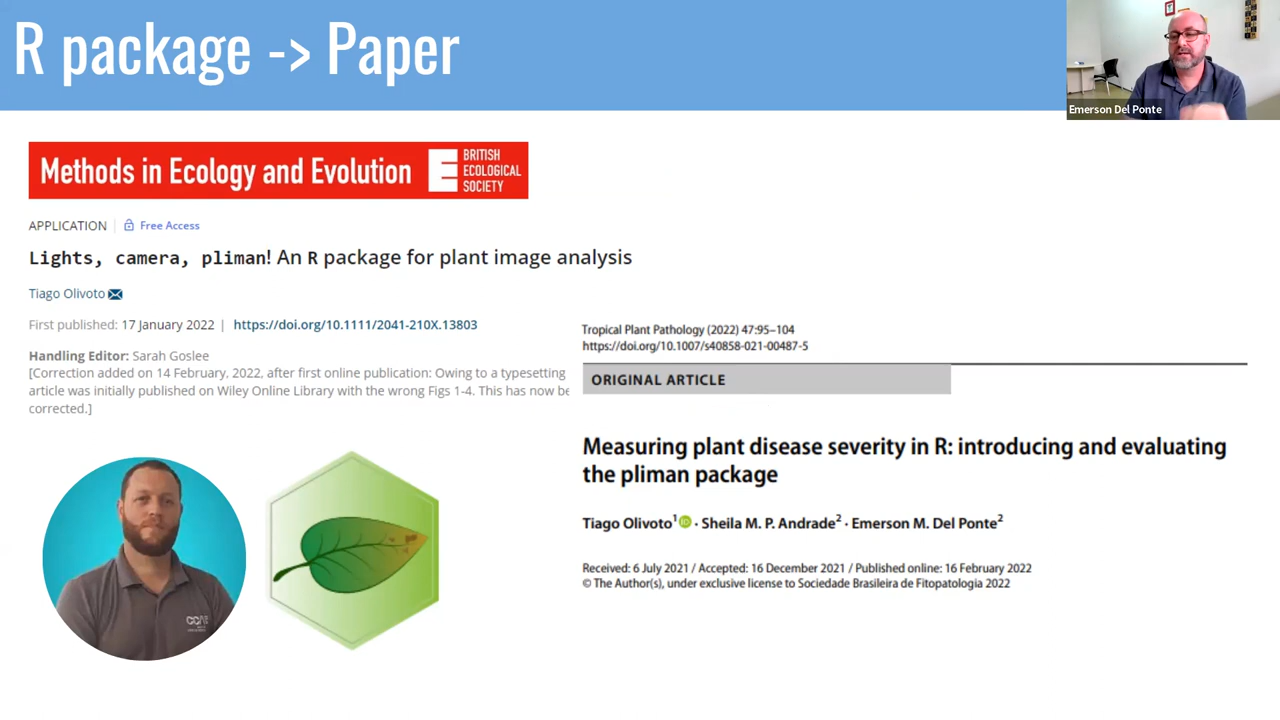 R package -> Paper
Emerson Del Ponte
Methods in Ecology and Evolution
BRITISH
ECOLOGICAL
SOCIETY
APPLICATION
Free Access
Lights, camera, pliman! An R package for plant image analysis
Tiago Olivoto
First published: 17 January 2022 | https://doi.org/10.1111/2041-210X.13803
Handling Editor: Sarah Goslee
[Correction added on 14 February, 2022, after first online publication: Owing to a typesetting
article was initially published on Wiley Online Library with the wrong Figs 1-4. This has now be
corrected.]
Tropical Plant Pathology (2022) 47:95–104
https://doi.org/10.1007/s40858-021-00487-5
ORIGINAL ARTICLE
Measuring plant disease severity in R: introducing and evaluating
the pliman package
Tiago Olivoto1 · Sheila M. P. Andrade2 · Emerson M. Del Ponte2
Received: 6 July 2021 / Accepted: 16 December 2021 / Published online: 16 February 2022
© The Author(s), under exclusive license to Sociedade Brasileira de Fitopatologia 2022